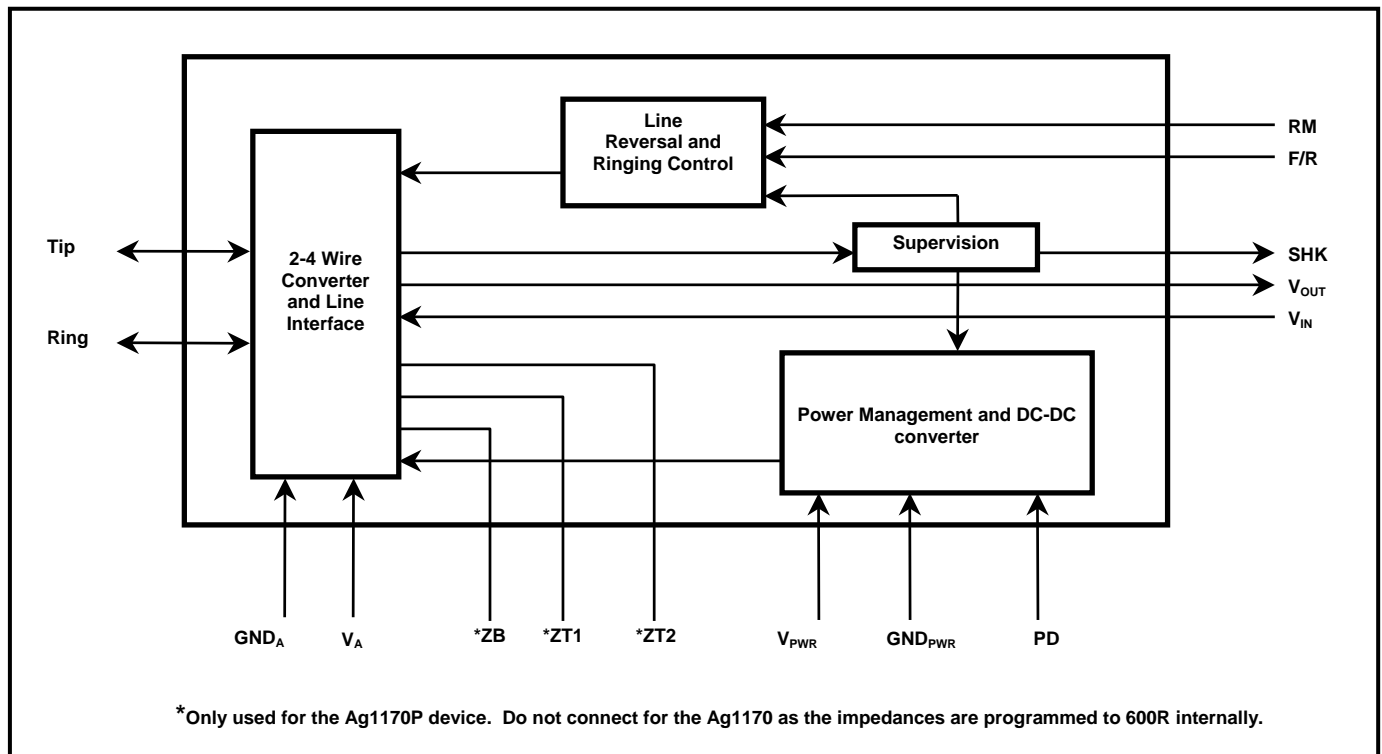 Line
Reversal and
Ringing Control
RM
F/R
Supervision
SHK
VOUT
VIN
Tip
Ring
2-4 Wire
Converter
and Line
Interface
Power Management and DC-DC
converter
GNDA
VA
*ZB
*ZT1
*ZT2
VPWR
GNDPWR
PD
*Only used for the Ag1170P device. Do not connect for the Ag1170 as the impedances are programmed to 600R internally.